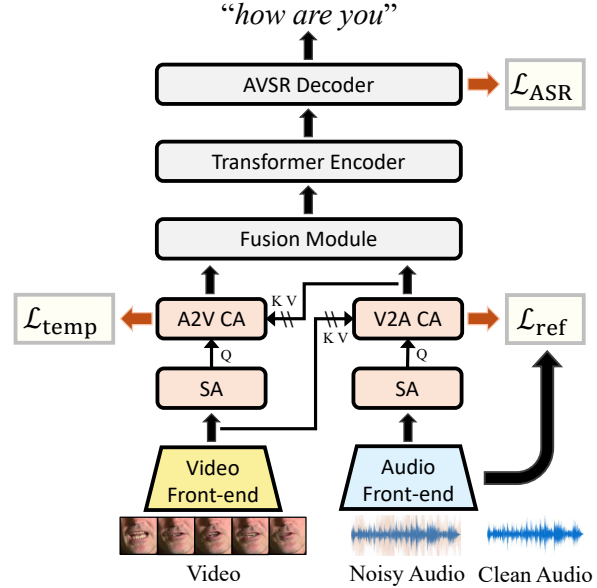 “how are you”
AVSR Decoder
ℒASR
Transformer Encoder
Fusion Module
K V
ℒtemp
A2V CA
V2A CA
ℒref
K V
Q
Q
SA
SA
Video
Front-end
Audio
Front-end
Video
Noisy Audio
Clean Audio